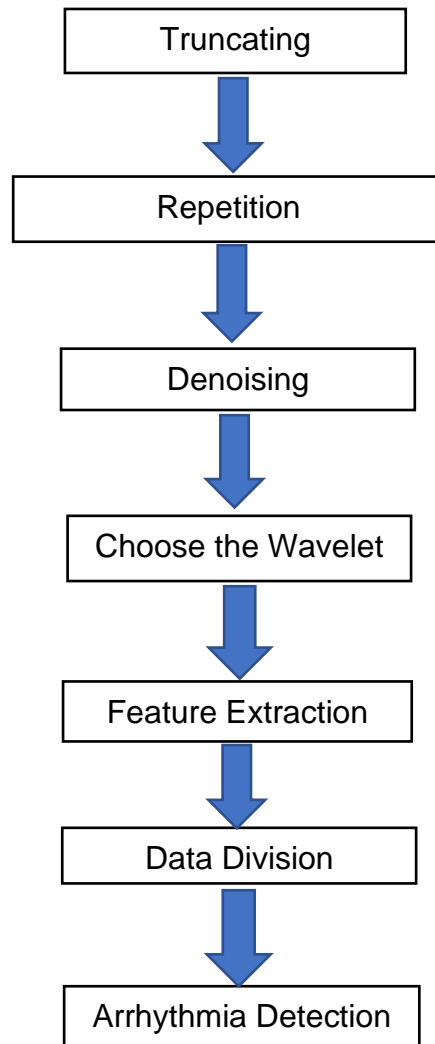 Truncating
Repetition
Denoising
Choose the Wavelet
Feature Extraction
Data Division
Arrhythmia Detection